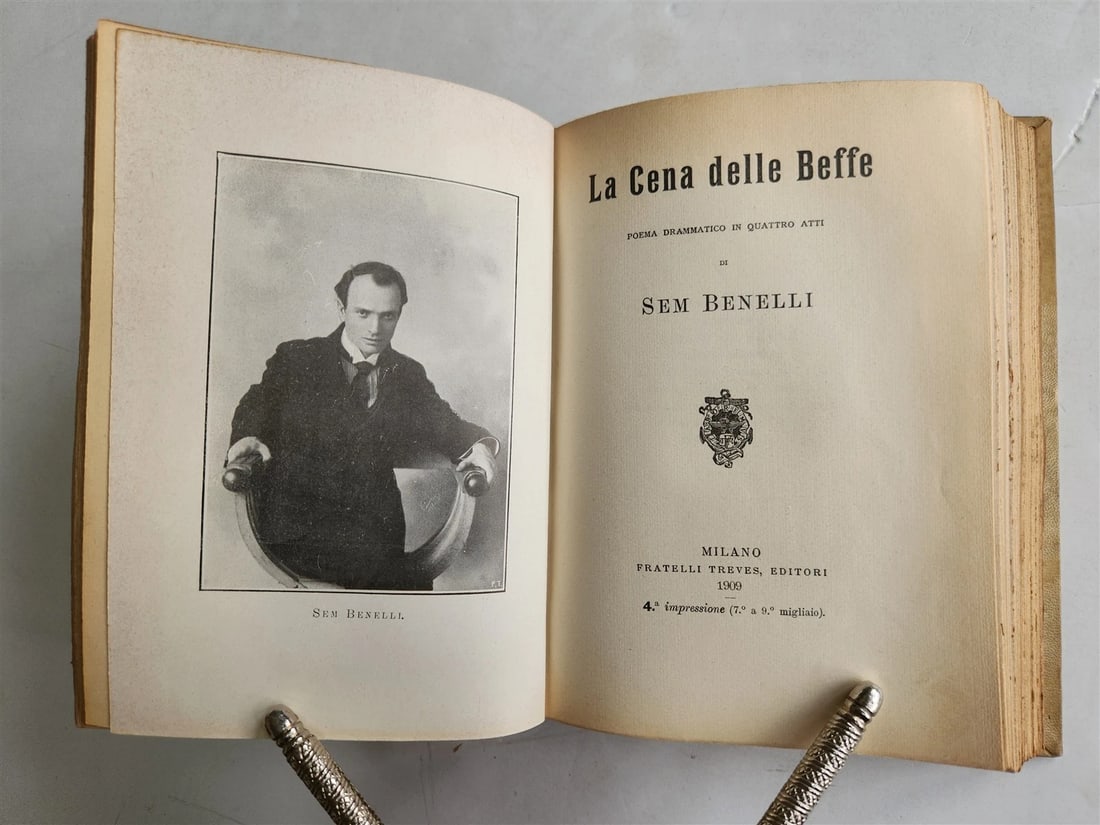 SEM BENELLI.
La Cena delle Beffe
POEMA DRAMMATICO IN QUATTRO ATTI
DI
SEM BENELLI
MILANO
FRATELLI TREVES, EDITORI
1909
4.ª impressione (7.º a 9.º migliaio).